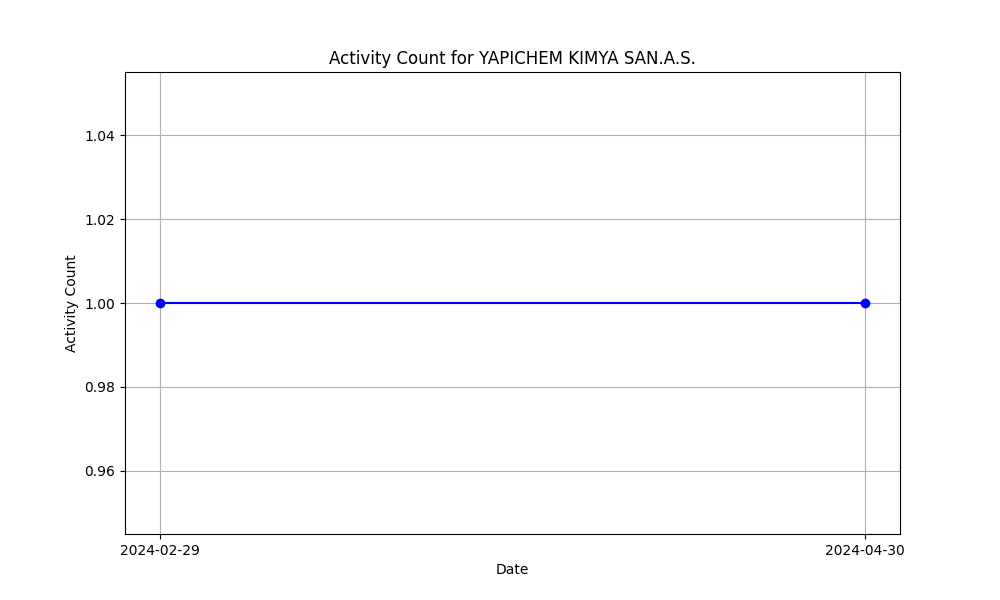 Activity Count for YAPICHEM KIMYA SAN.A.S.
1.04
1.02
1.00
0.98
0.96
Activity Count
2024-02-29
2024-04-30
Date